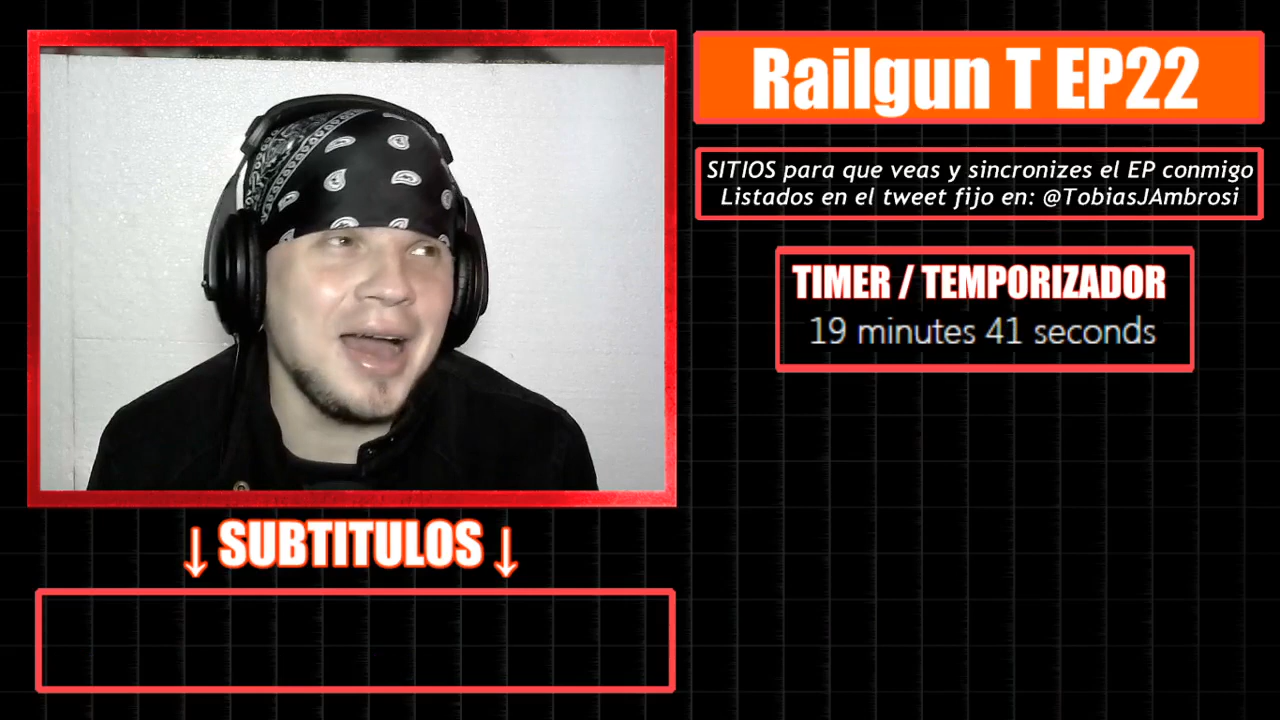 Railgun T EP22
SITIOS para que veas y sincronizes el EP conmigo
Listados en el tweet fijo en: @TobiasJAmbrosi
TIMER / TEMPORIZADOR
19 minutes 41 seconds
↓ SUBTITULOS ↓